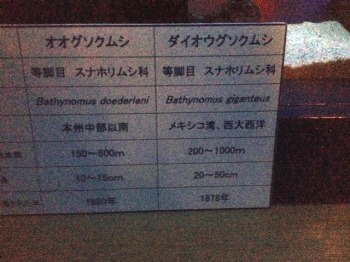 オオグソクムシ ダイオウグソクムシ
等脚目 スナホリムシ科 等脚目 スナホリムシ科
Bathynomus doederleni Bathynomus giganteus
本州中部以南 メキシコ湾、西大西洋
150～500m 200～1000m
10～15cm 20～50cm
1878年